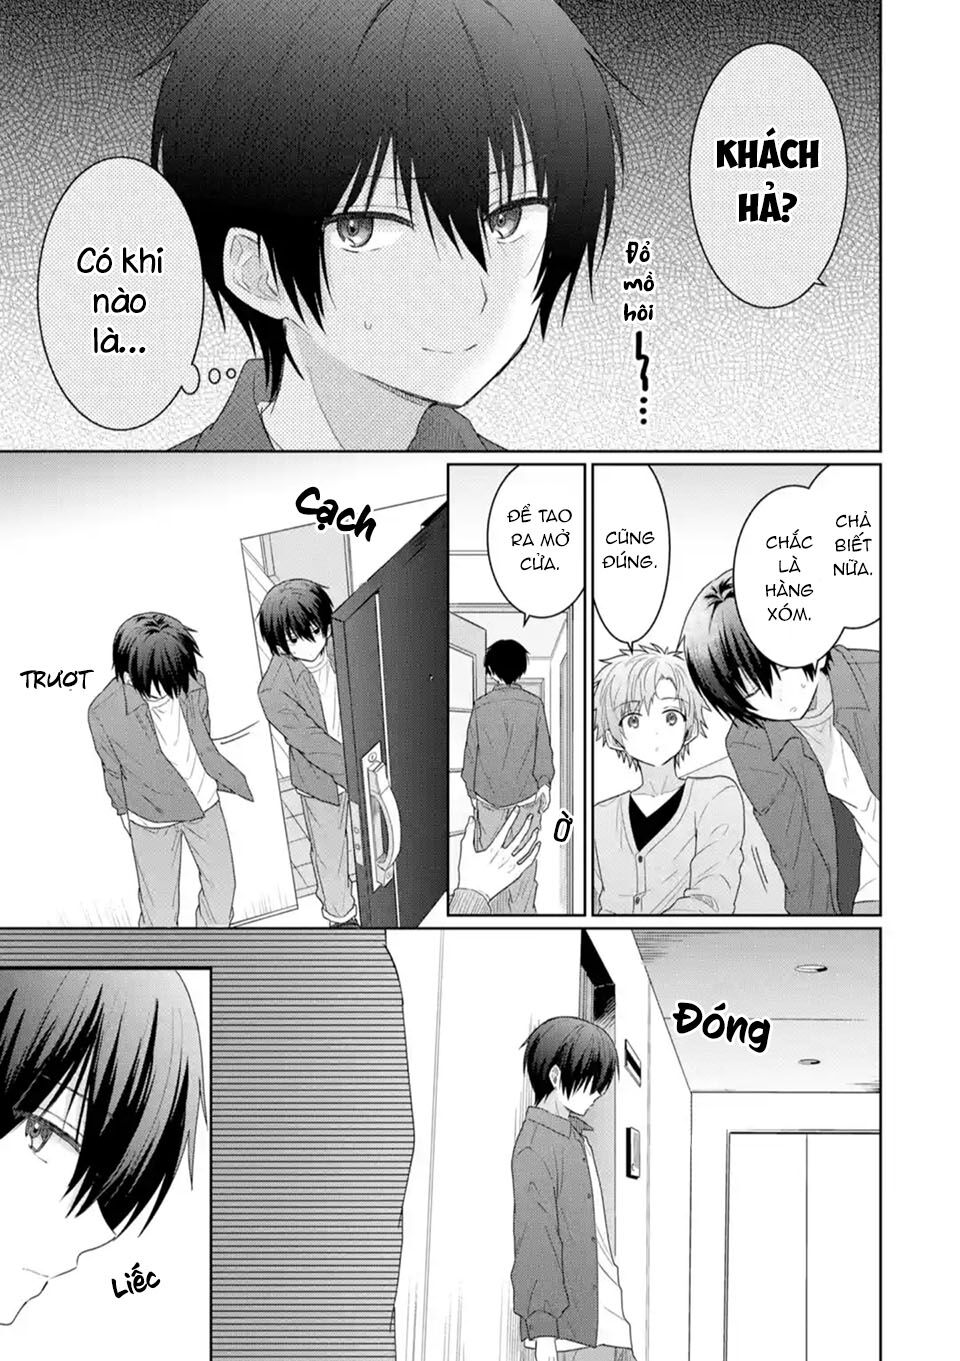 KHÁCH
HẢ?
Đổ
mồ
hôi
Có khi
nào
là...
CHẢ
BIẾT
NỮA.
CHẮC
LÀ
HÀNG
XÓM.
CŨNG
ĐÚNG.
ĐỂ TAO
RA MỞ
CỬA.
Ờ
Cạch
TRƯỢT
Đóng
Liếc